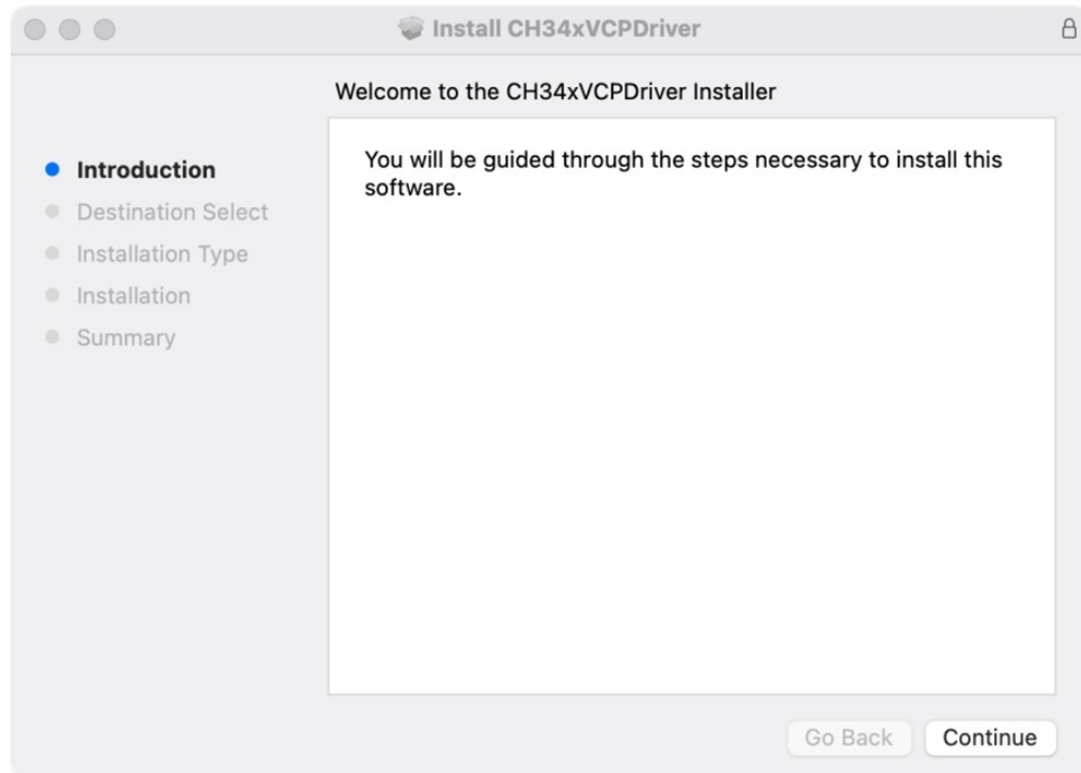 Install CH34xVCPDriver
Welcome to the CH34xVCPDriver Installer
Introduction
Destination Select
Installation Type
Installation
Summary
You will be guided through the steps necessary to install this
software.
Go Back
Continue